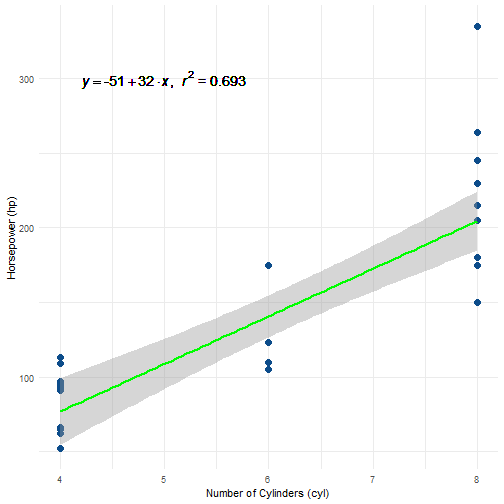 y = -51 + 32 · x, r² = 0.693
300
200
100
Horsepower (hp)
4
5
6
7
8
Number of Cylinders (cyl)